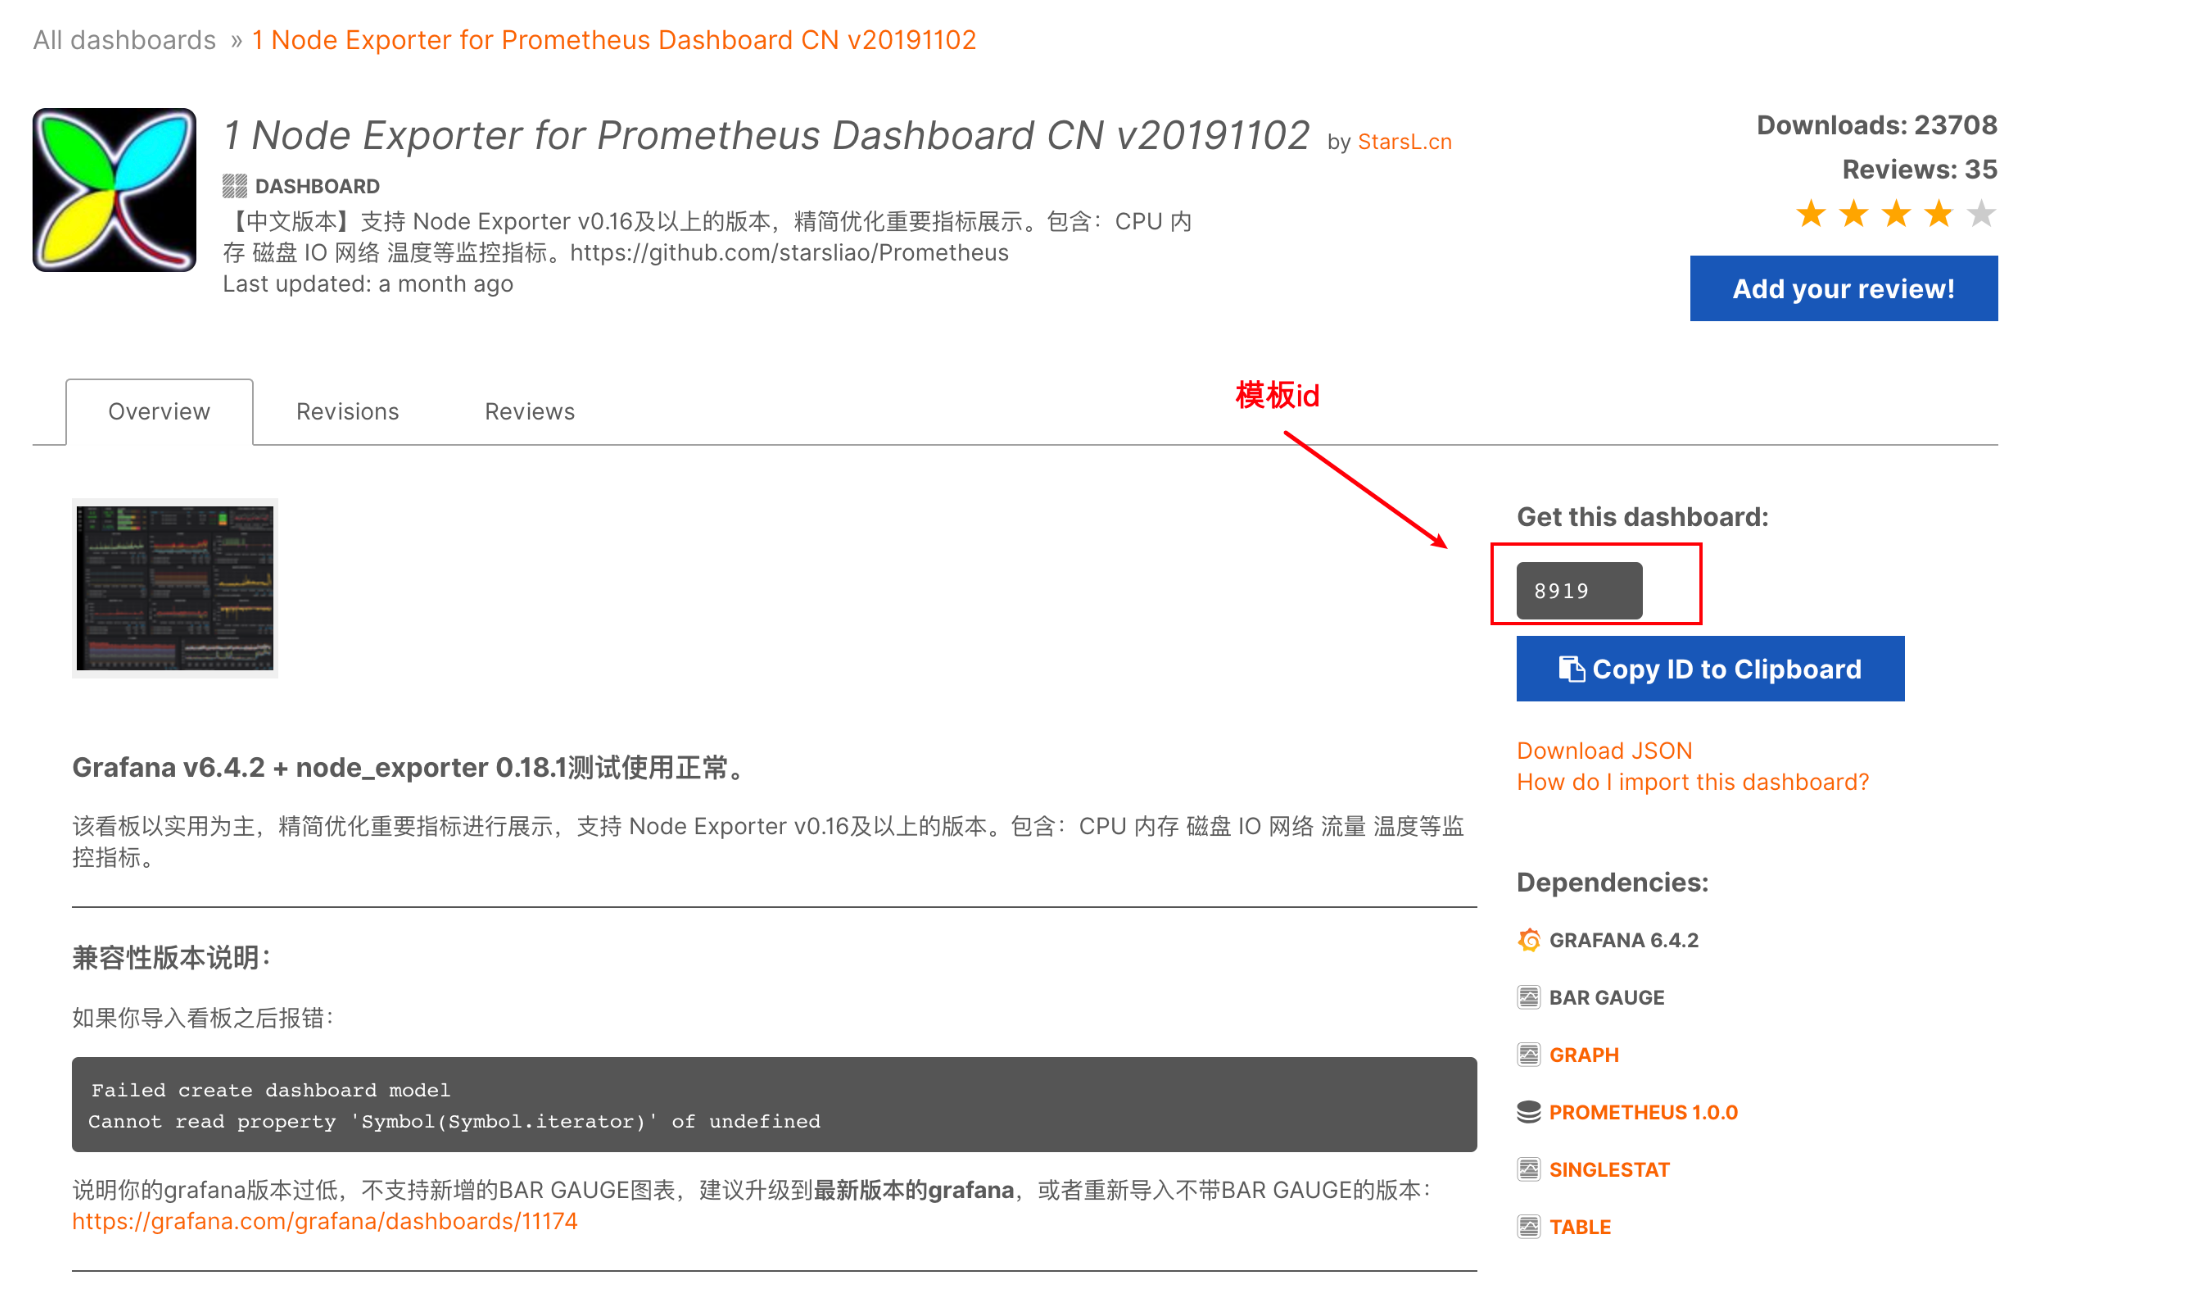 All dashboards » 1 Node Exporter for Prometheus Dashboard CN v20191102
1 Node Exporter for Prometheus Dashboard CN v20191102 by StarsL.cn
DASHBOARD
【中文版本】支持 Node Exporter v0.16及以上的版本，精简优化重要指标展示。包含：CPU 内
存 磁盘 IO 网络 温度等监控指标。https://github.com/starsliao/Prometheus
Last updated: a month ago
Downloads: 23708
Reviews: 35
Add your review!
Overview
Revisions
Reviews
模板id
Get this dashboard:
8919
Copy ID to Clipboard
Download JSON
How do I import this dashboard?
Grafana v6.4.2 + node_exporter 0.18.1测试使用正常。
该看板以实用为主，精简优化重要指标进行展示，支持 Node Exporter v0.16及以上的版本。包含：CPU 内存 磁盘 IO 网络 流量 温度等监
控指标。
兼容性版本说明：
如果你导入看板之后报错：
Failed create dashboard model
Cannot read property 'Symbol(Symbol.iterator)' of undefined
说明你的grafana版本过低，不支持新增的BAR GAUGE图表，建议升级到最新版本的grafana，或者重新导入不带BAR GAUGE的版本：
https://grafana.com/grafana/dashboards/11174
Dependencies:
GRAFANA 6.4.2
BAR GAUGE
GRAPH
PROMETHEUS 1.0.0
SINGLESTAT
TABLE